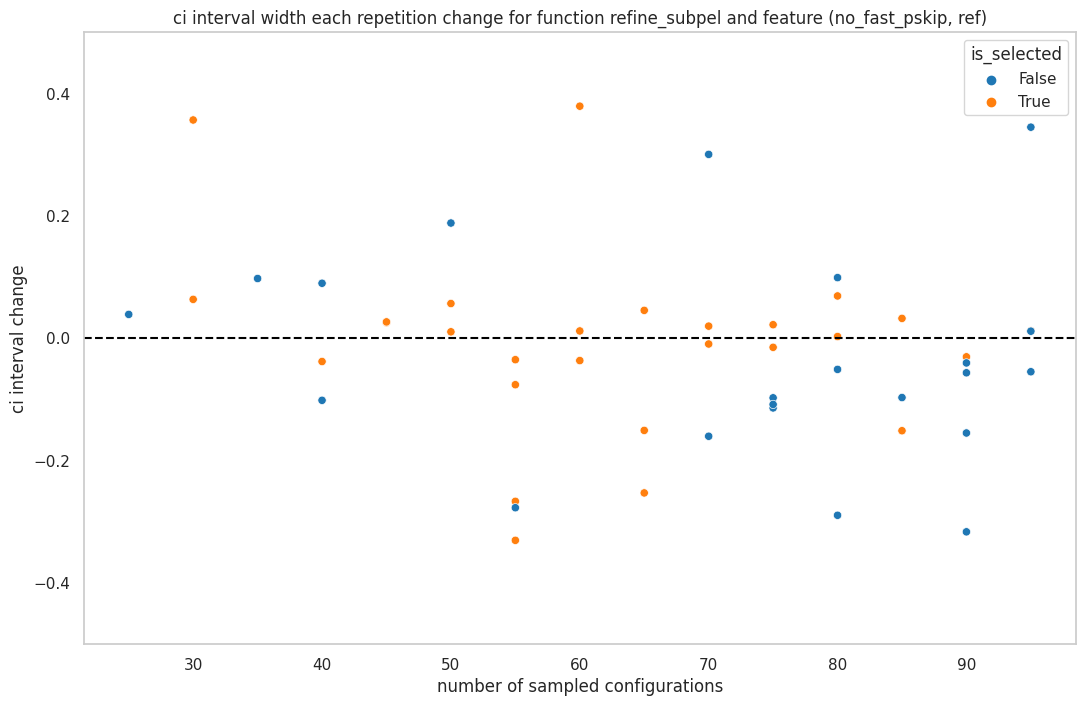 ci interval width each repetition change for function refine_subpel and feature (no_fast_pskip, ref)
is_selected
False
True
0.4
0.2
0.0
−0.2
−0.4
ci interval change
30 40 50 60 70 80 90
number of sampled configurations